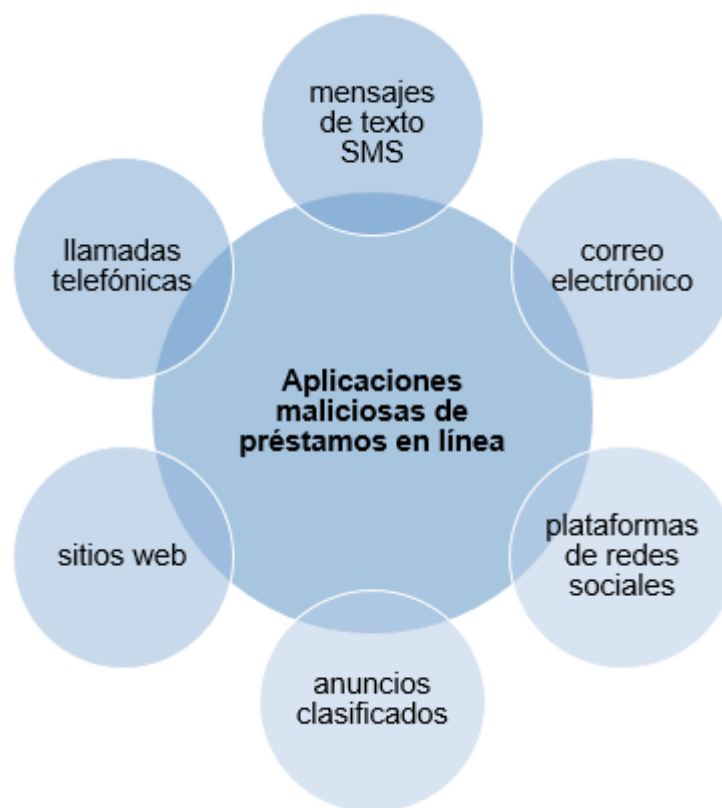 mensajes
de texto
SMS
correo
electrónico
plataformas
de redes
sociales
anuncios
clasificados
sitios web
llamadas
telefónicas
Aplicaciones
maliciosas de
préstamos en línea